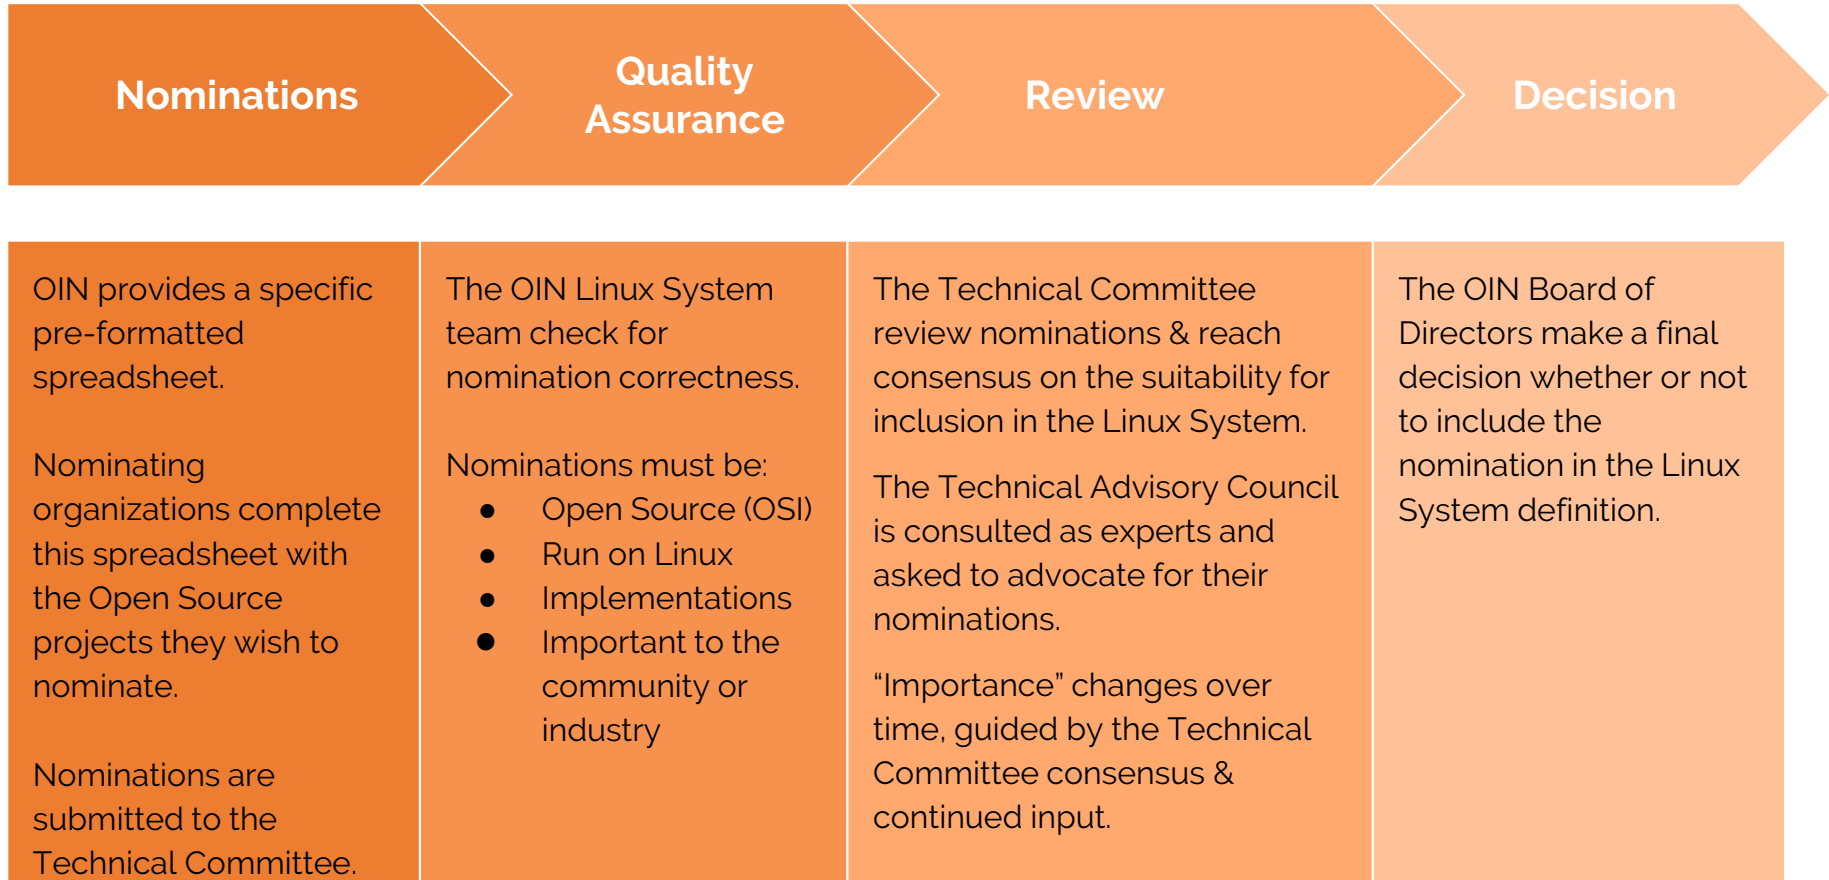 Nominations
Quality
Assurance
Review
Decision
OIN provides a specific
pre-formatted
spreadsheet.
Nominating
organizations complete
this spreadsheet with
the Open Source
projects they wish to
nominate.
Nominations are
submitted to the
Technical Committee.
The OIN Linux System
team check for
nomination correctness.
Nominations must be:
● Open Source (OSI)
● Run on Linux
● Implementations
● Important to the
community or
industry
The Technical Committee
review nominations & reach
consensus on the suitability for
inclusion in the Linux System.
The Technical Advisory Council
is consulted as experts and
asked to advocate for their
nominations.
“Importance” changes over
time, guided by the Technical
Committee consensus &
continued input.
The OIN Board of
Directors make a final
decision whether or not
to include the
nomination in the Linux
System definition.